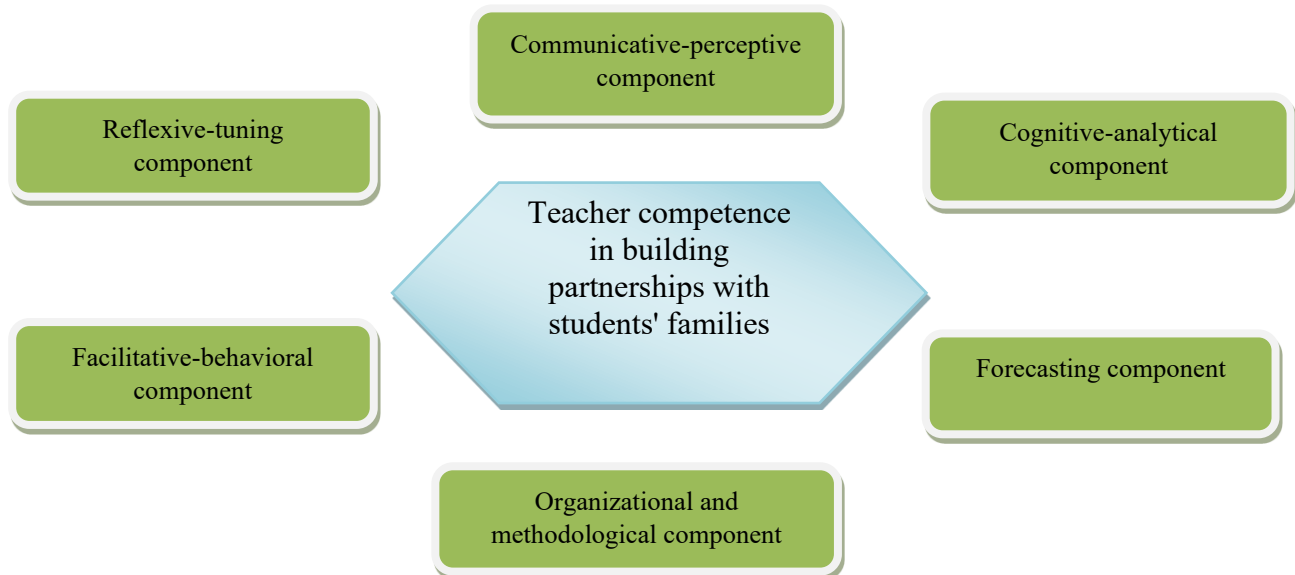 Communicative-perceptive
component
Reflexive-tuning
component
Cognitive-analytical
component
Teacher competence
in building
partnerships with
students' families
Facilitative-behavioral
component
Forecasting component
Organizational and
methodological component